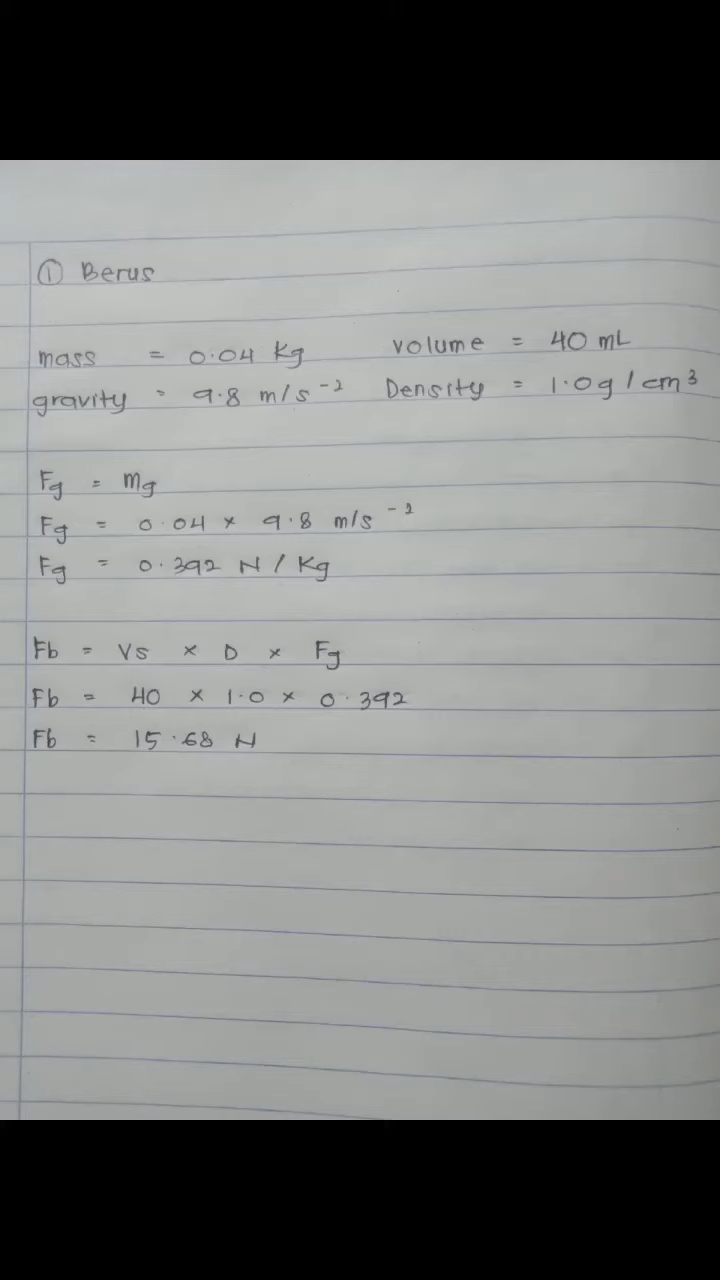 ① Berus
mass = 0.04 Kg volume = 40 mL
gravity = 9.8 m/s⁻² Density = 1.0g/cm³
Fg = mg
Fg = 0.04 × 9.8 m/s⁻²
Fg = 0.392 N/Kg
Fb = Vs × D × Fg
Fb = 40 × 1.0 × 0.392
Fb = 15.68 N